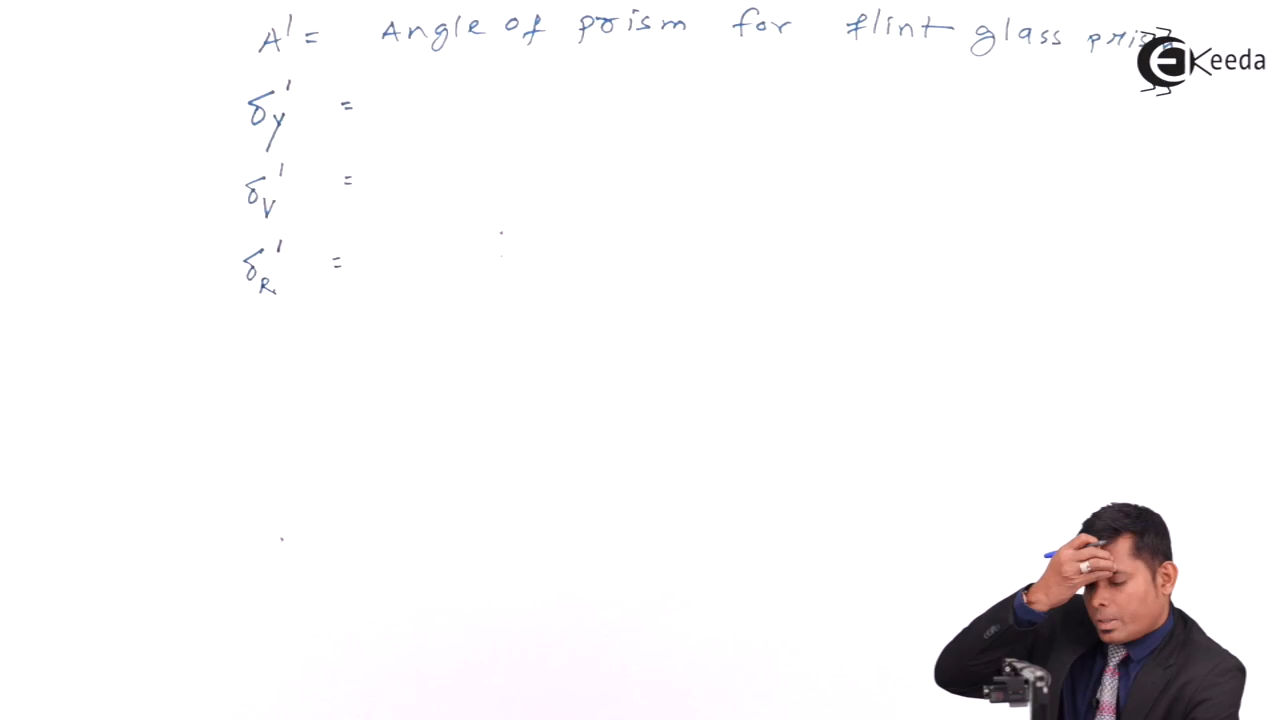 A' = Angle of prism for flint glass prism
EKeeda
δy' =
δV' =
δR' =